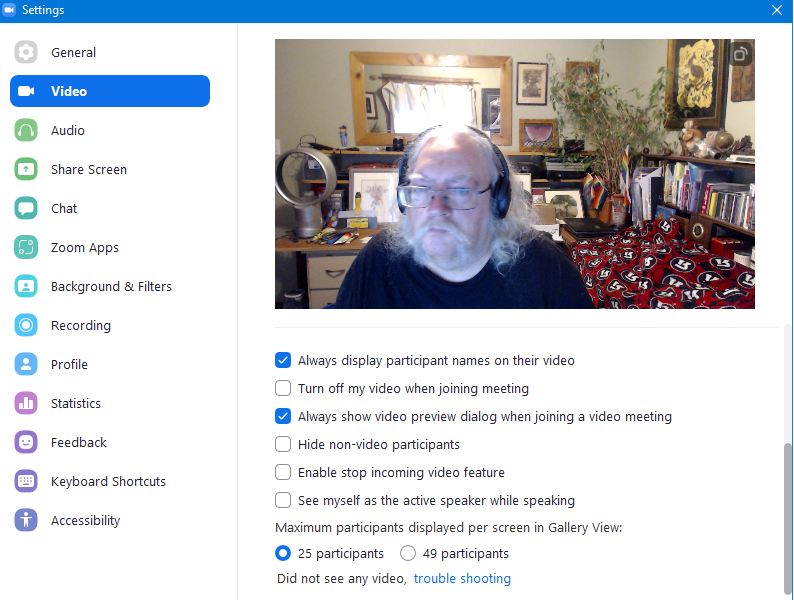 Settings
General
Video
Audio
Share Screen
Chat
Zoom Apps
Background & Filters
Recording
Profile
Statistics
Feedback
Keyboard Shortcuts
Accessibility
Always display participant names on their video
Turn off my video when joining meeting
Always show video preview dialog when joining a video meeting
Hide non-video participants
Enable stop incoming video feature
See myself as the active speaker while speaking
Maximum participants displayed per screen in Gallery View:
25 participants 49 participants
Did not see any video, trouble shooting